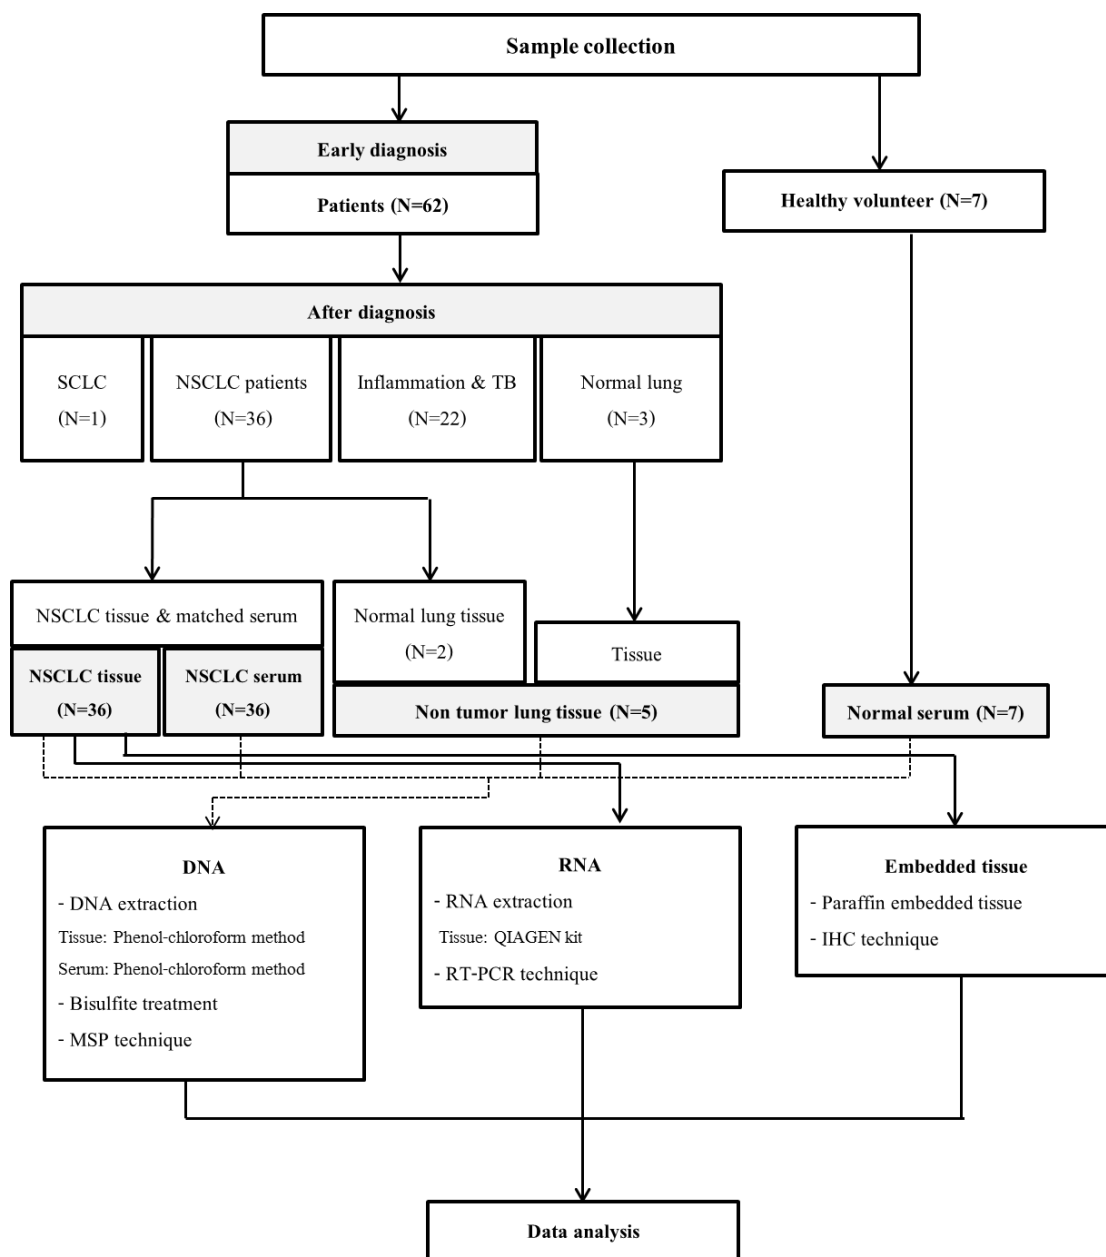 Sample collection
Early diagnosis
Patients (N=62)
Healthy volunteer (N=7)
After diagnosis
SCLC
(N=1)
NSCLC patients
(N=36)
Inflammation & TB
(N=22)
Normal lung
(N=3)
NSCLC tissue & matched serum
NSCLC tissue
(N=36)
NSCLC serum
(N=36)
Normal lung tissue
(N=2)
Tissue
Non tumor lung tissue (N=5)
Normal serum (N=7)
DNA
- DNA extraction
Tissue: Phenol-chloroform method
Serum: Phenol-chloroform method
- Bisulfite treatment
- MSP technique
RNA
- RNA extraction
Tissue: QIAGEN kit
- RT-PCR technique
Embedded tissue
- Paraffin embedded tissue
- IHC technique
Data analysis